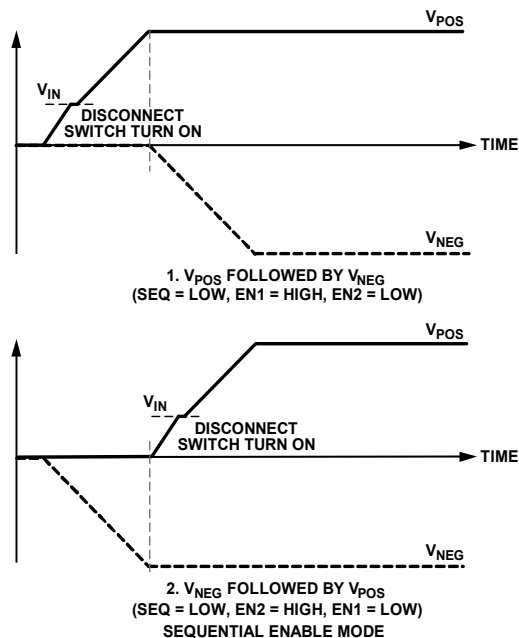 VPOS
VIN
DISCONNECT
SWITCH TURN ON
TIME
VNEG
1. VPOS FOLLOWED BY VNEG
(SEQ = LOW, EN1 = HIGH, EN2 = LOW)
VPOS
VIN
DISCONNECT
SWITCH TURN ON
TIME
VNEG
2. VNEG FOLLOWED BY VPOS
(SEQ = LOW, EN2 = HIGH, EN1 = LOW)
SEQUENTIAL ENABLE MODE